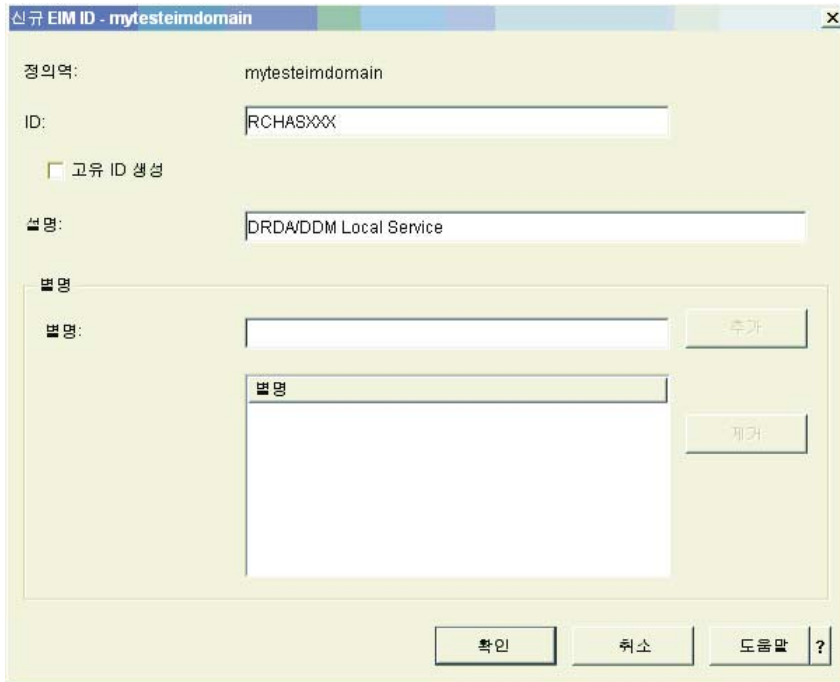 신규 EIM ID - mytesteimdomain
정의역: mytesteimdomain
ID: RCHASXXX
고유 ID 생성
설명: DRDA/DDM Local Service
별명
별명:
추가
별명
제거
확인 취소 도움말 ?